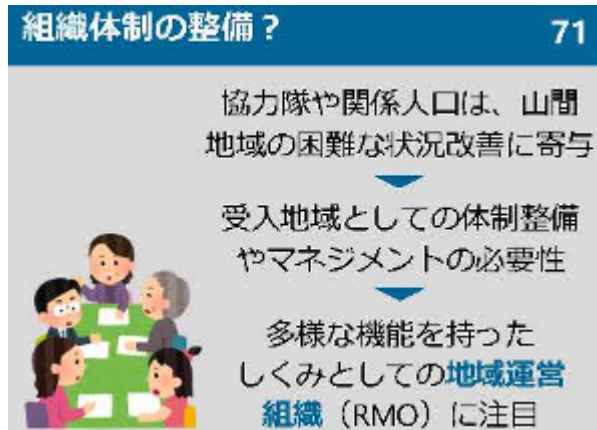 組織体制の整備？ 71
協力隊や関係人口は、山間
地域の困難な状況改善に寄与
受入地域としての体制整備
やマネジメントの必要性
多様な機能を持った
しくみとしての地域運営
組織（RMO）に注目